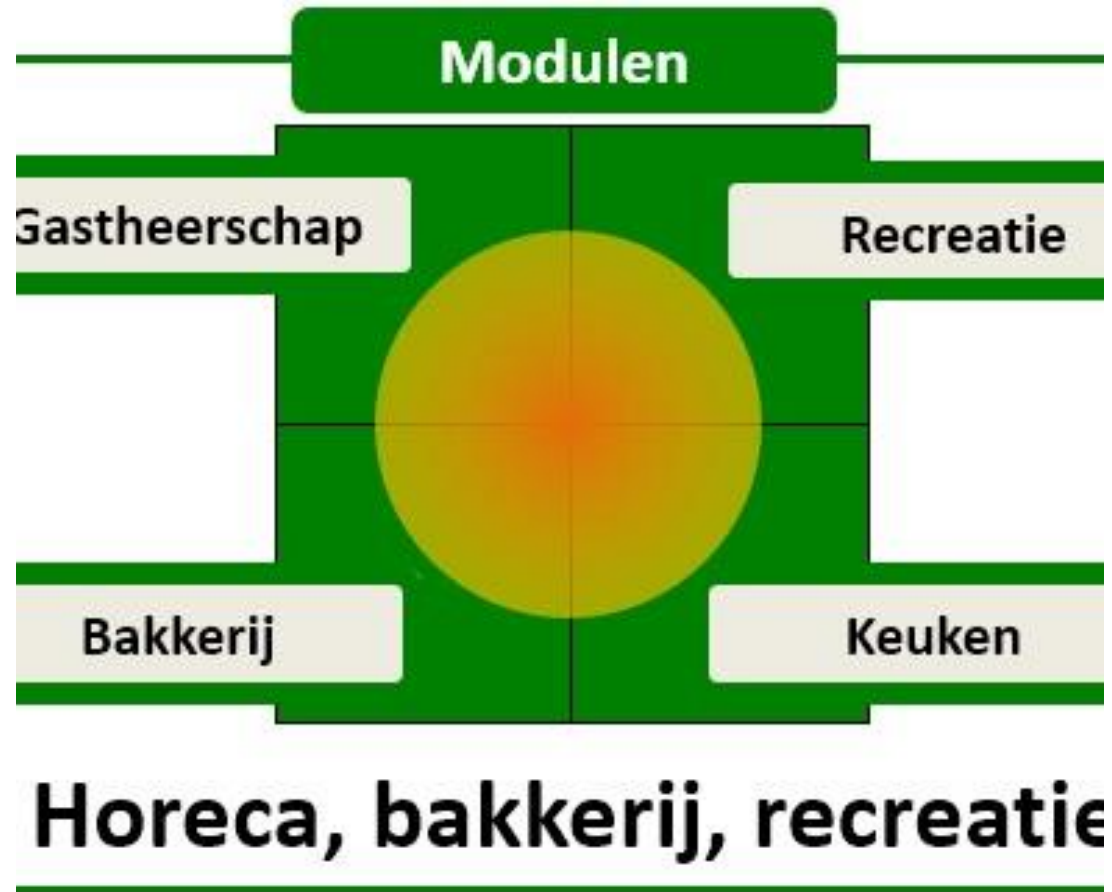 Modulen
Gastheerschap
Recreatie
Bakkerij
Keuken
Horeca, bakkerij, recreatie